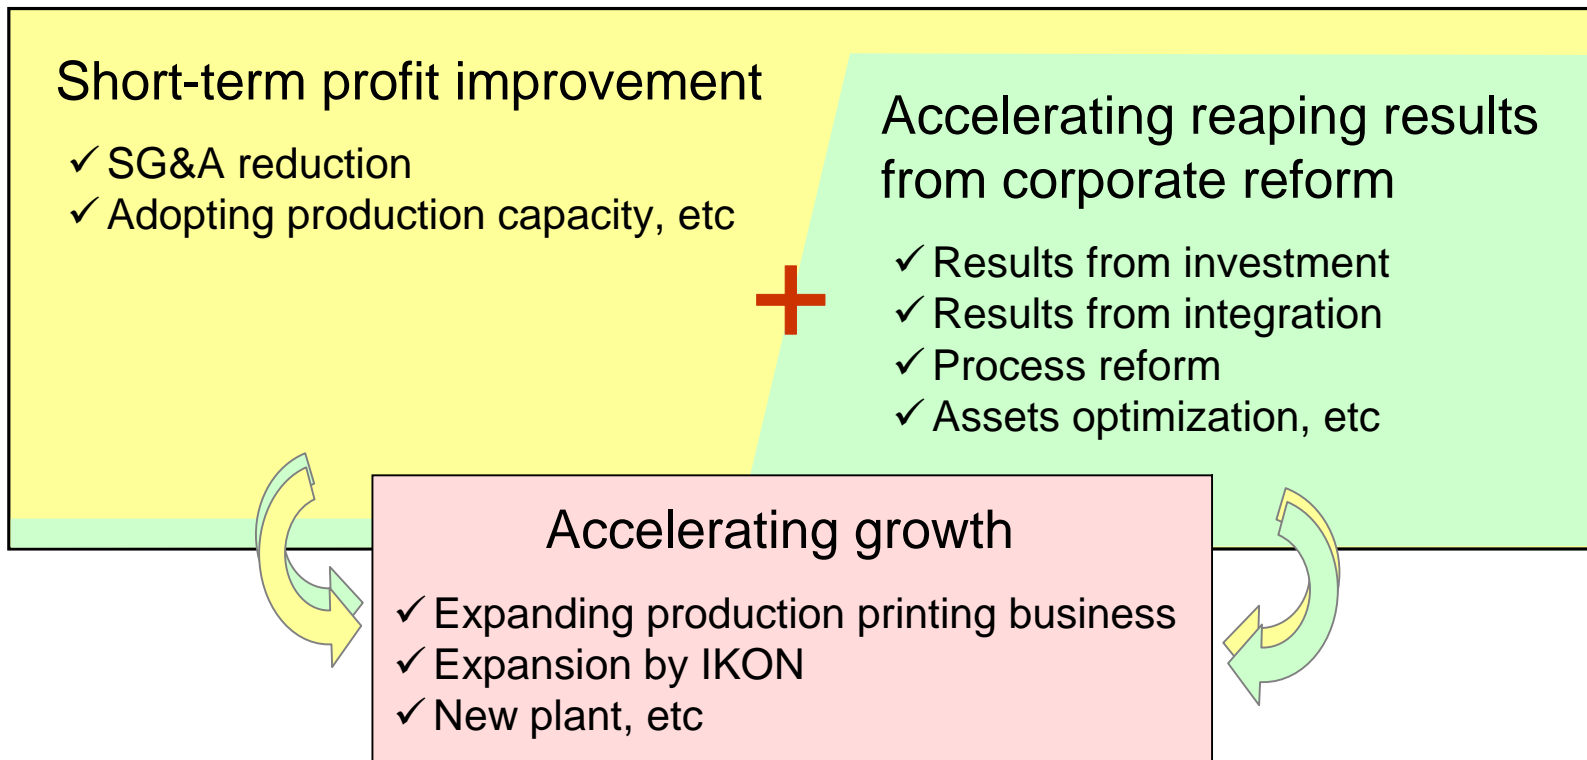 Short-term profit improvement
✓ SG&A reduction
✓ Adopting production capacity, etc
+
Accelerating reaping results
from corporate reform
✓ Results from investment
✓ Results from integration
✓ Process reform
✓ Assets optimization, etc
Accelerating growth
✓ Expanding production printing business
✓ Expansion by IKON
✓ New plant, etc